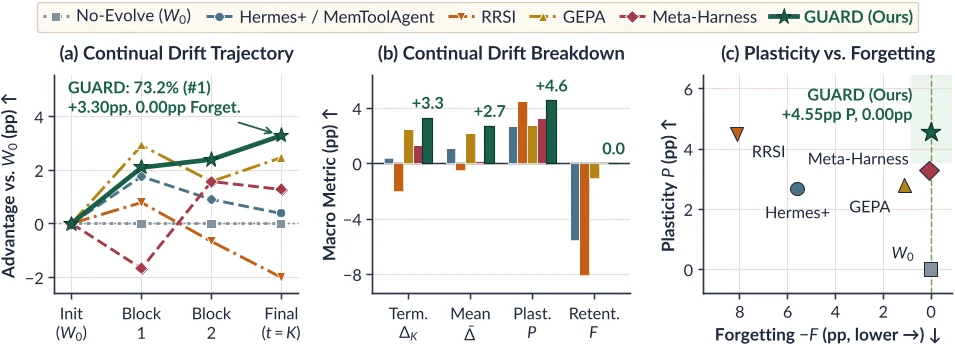 No-Evolve (W₀) Hermes+ / MemToolAgent RRSI GEPA Meta-Harness GUARD (Ours)
(a) Continual Drift Trajectory
GUARD: 73.2% (#1)
+3.30pp, 0.00pp Forget.
Advantage vs. W₀ (pp) ↑
4
2
0
−2
Init
(W₀)
Block
1
Block
2
Final
(t = K)
(b) Continual Drift Breakdown
+3.3
+2.7
+4.6
0.0
Macro Metric (pp) ↑
4
0
−4
−8
Term.
Δ_K
Mean
Δ̄
Plast.
P
Retent.
F
(c) Plasticity vs. Forgetting
GUARD (Ours)
+4.55pp P, 0.00pp
RRSI
Meta-Harness
Hermes+
GEPA
W₀
Plasticity P (pp) ↑
6
4
2
0
8 6 4 2 0
Forgetting −F (pp, lower →) ↓